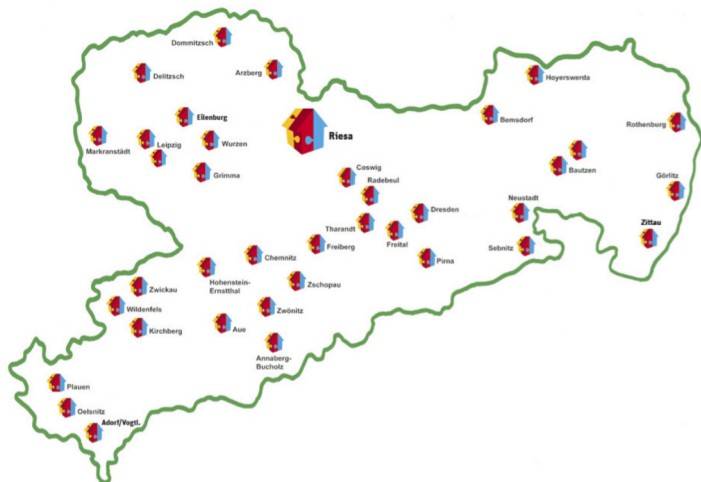 Dommitzsch
Delitzsch
Arzberg
Hoyerswerda
Eilenburg
Bernsdorf
Rothenburg
Riesa
Markranstädt
Leipzig
Wurzen
Grimma
Coswig
Radebeul
Bautzen
Görlitz
Dresden
Neustadt
Tharandt
Freital
Zittau
Freiberg
Sebnitz
Chemnitz
Pirna
Hohenstein-
Ernstthal
Zschopau
Zwickau
Wildenfels
Zwönitz
Kirchberg
Aue
Annaberg-
Bucholz
Plauen
Oelsnitz
Adorf/Vogtl.